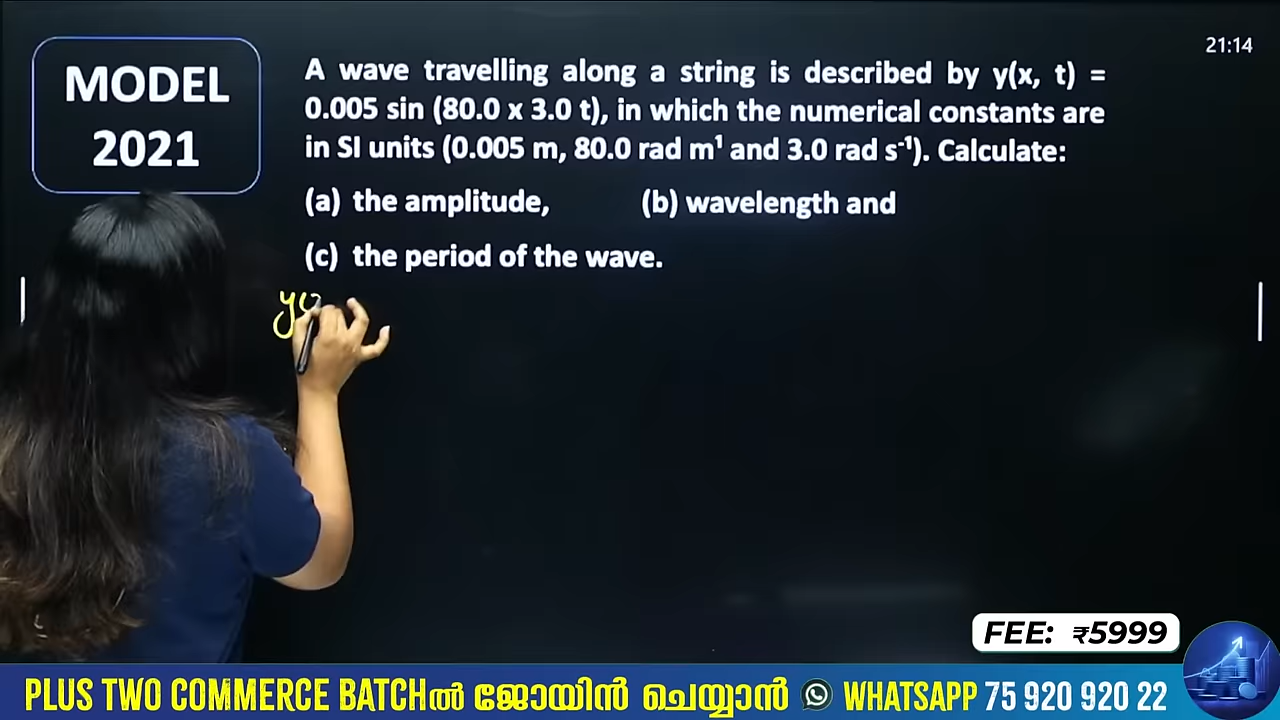 21:14
MODEL
2021
A wave travelling along a string is described by y(x, t) =
0.005 sin (80.0 x 3.0 t), in which the numerical constants are
in SI units (0.005 m, 80.0 rad m¹ and 3.0 rad s⁻¹). Calculate:
(a) the amplitude, (b) wavelength and
(c) the period of the wave.
FEE: ₹5999
PLUS TWO COMMERCE BATCHൽ ജോയിൻ ചെയ്യാൻ WHATSAPP 75 920 920 22